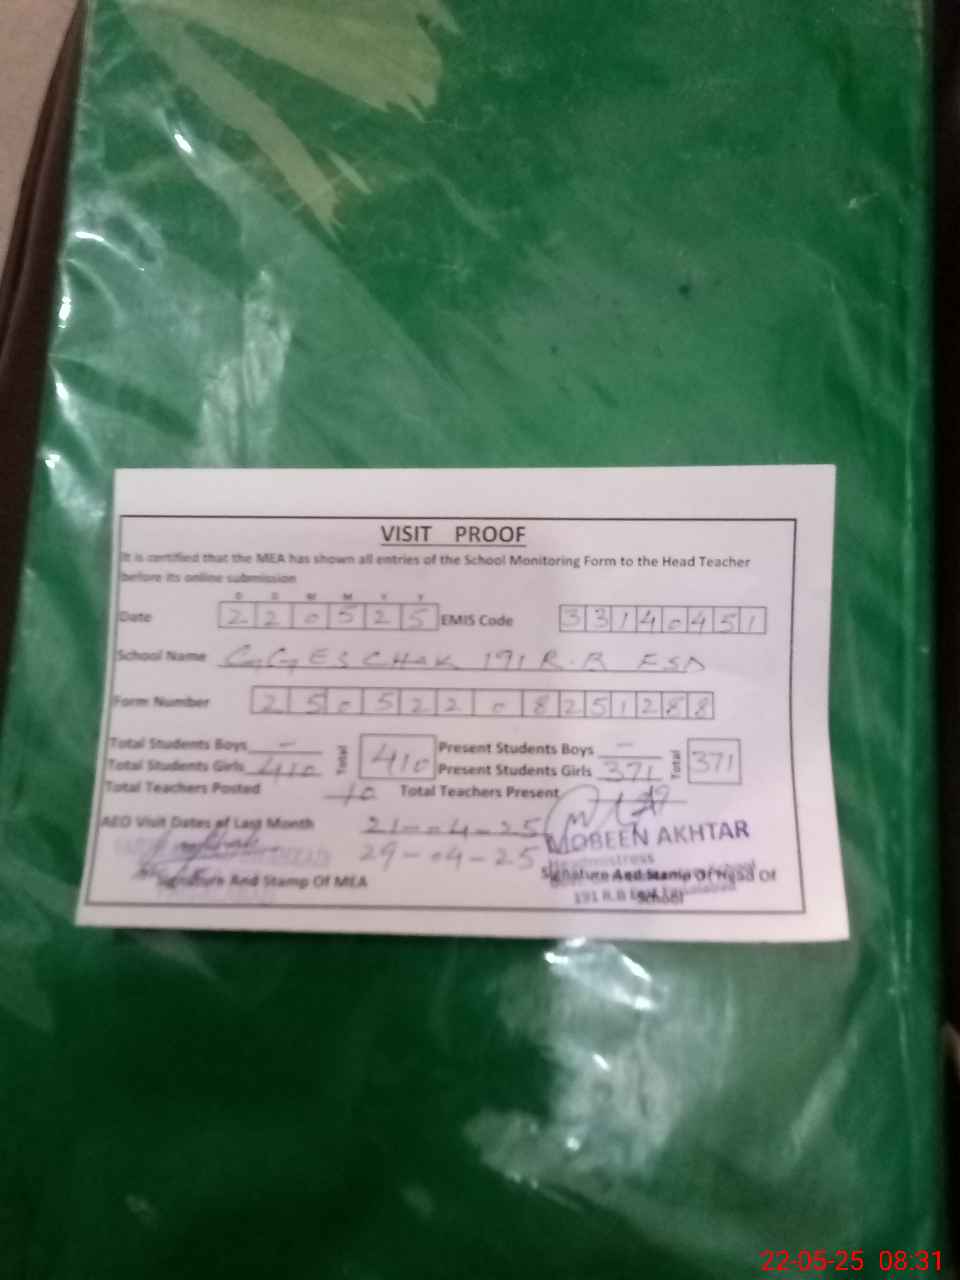 VISIT PROOF
It is certified that the MEA has shown all entries of the School Monitoring Form to the Head Teacher
before its online submission
D D M M Y Y
Date 2 2 0 5 2 5 EMIS Code 3 3 1 4 0 4 5 1
School Name GGES CHAK 191 R.B FSD
Form Number 2 5 0 5 2 2 0 8 2 5 1 2 8 8
Total Students Boys - Total 410 Present Students Boys - Total 371
Total Students Girls 410 Present Students Girls 371
Total Teachers Posted 10 Total Teachers Present
AEO Visit Dates of Last Month 21-04-25
29-04-25
MOBEEN AKHTAR
Headmistress
Signature And Stamp Of MEA
Signature And Stamp Of Head Of
School
191 R.B
22-05-25 08:31